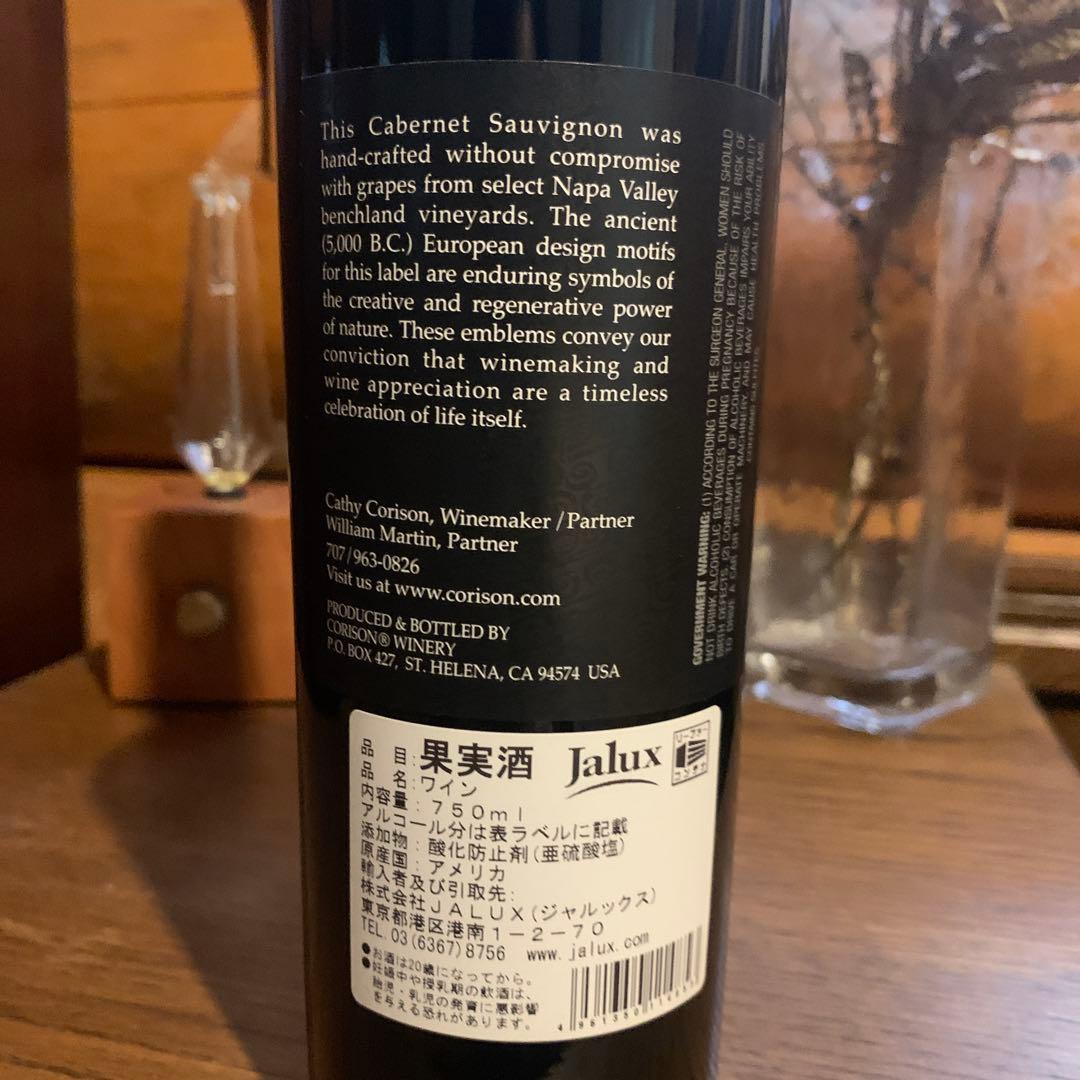 This Cabernet Sauvignon was
hand-crafted without compromise
with grapes from select Napa Valley
benchland vineyards. The ancient
(5,000 B.C.) European design motifs
for this label are enduring symbols of
the creative and regenerative power
of nature. These emblems convey our
conviction that winemaking and
wine appreciation are a timeless
celebration of life itself.
Cathy Corison, Winemaker / Partner
William Martin, Partner
707/963-0826
Visit us at www.corison.com
PRODUCED & BOTTLED BY
CORISON® WINERY
P.O. BOX 427, ST. HELENA, CA 94574 USA
GOVERNMENT WARNING: (1) ACCORDING TO THE SURGEON GENERAL, WOMEN SHOULD
NOT DRINK ALCOHOLIC BEVERAGES DURING PREGNANCY BECAUSE OF THE RISK OF
BIRTH DEFECTS. (2) CONSUMPTION OF ALCOHOLIC BEVERAGES IMPAIRS YOUR ABILITY
TO DRIVE A CAR OR OPERATE MACHINERY, AND MAY CAUSE HEALTH PROBLEMS.
CONTAINS SULFITES
品目:果実酒 Jalux
品名:ワイン
内容量:750ml
アルコール分は表ラベルに記載
添加物:酸化防止剤(亜硫酸塩)
原産国:アメリカ
輸入者及び引取先:
株式会社JALUX(ジャルックス)
東京都港区港南1-2-70
TEL.03(6367)8756 www.jalux.com
●お酒は20歳になってから。
●妊娠中や授乳期の飲酒は、
胎児・乳児の発育に悪影響
を与える恐れがあります。